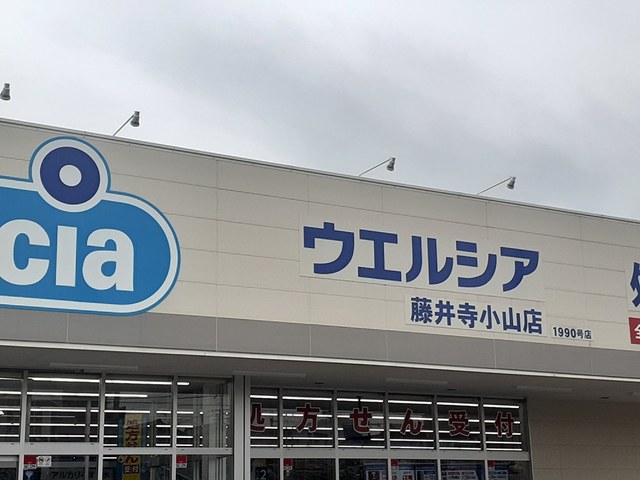 cia
ウエルシア
藤井寺小山店
1990号店
処方せん受付